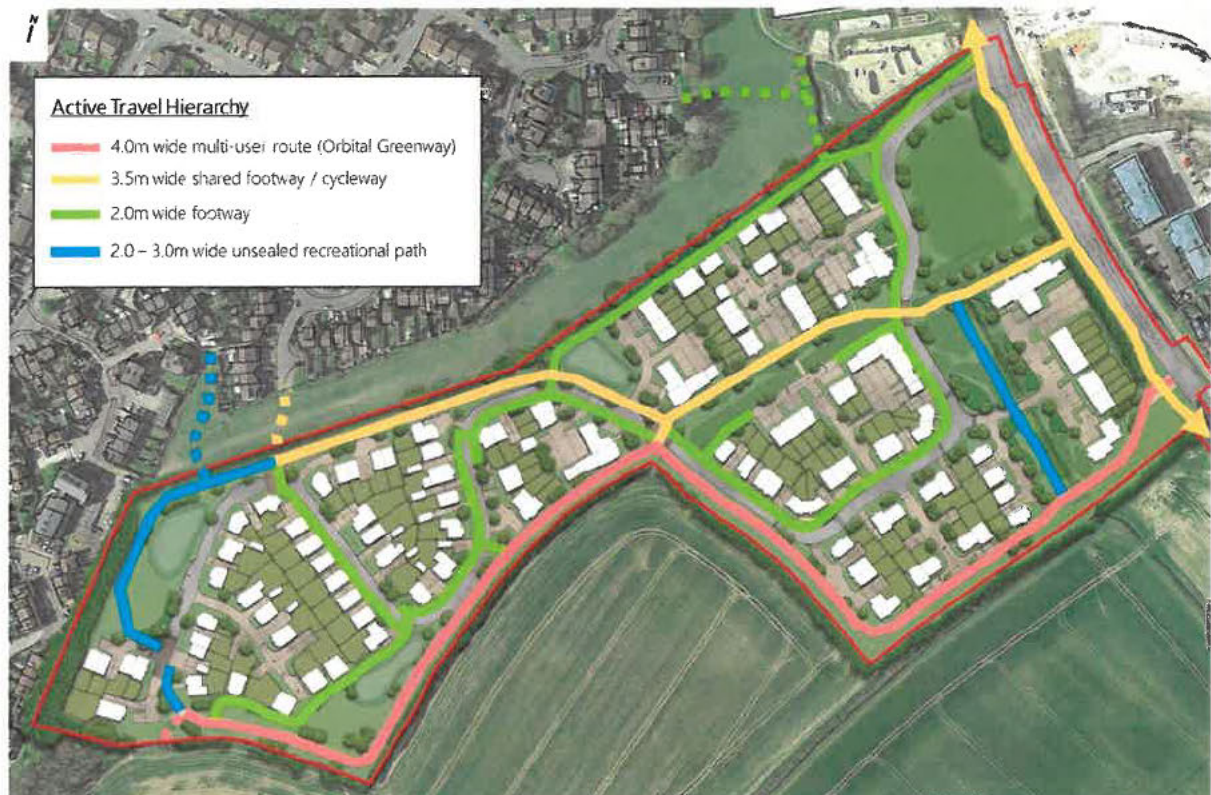 N
Active Travel Hierarchy
4.0m wide multi-user route (Orbital Greenway)
3.5m wide shared footway / cycleway
2.0m wide footway
2.0 – 3.0m wide unsealed recreational path